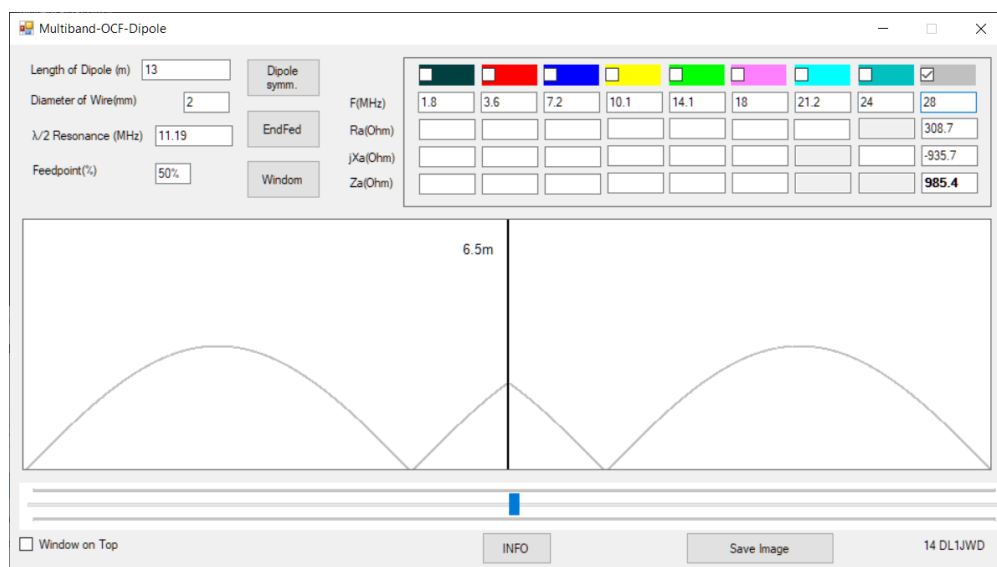 Multiband-OCF-Dipole
Length of Dipole (m) 13
Diameter of Wire(mm) 2
λ/2 Resonance (MHz) 11.19
Feedpoint(%) 50%
Dipole symm.
EndFed
Windom
F(MHz) 1.8 3.6 7.2 10.1 14.1 18 21.2 24 28
Ra(Ohm) 308.7
jXa(Ohm) -935.7
Za(Ohm) 985.4
6.5m
Window on Top INFO Save Image 14 DL1JWD